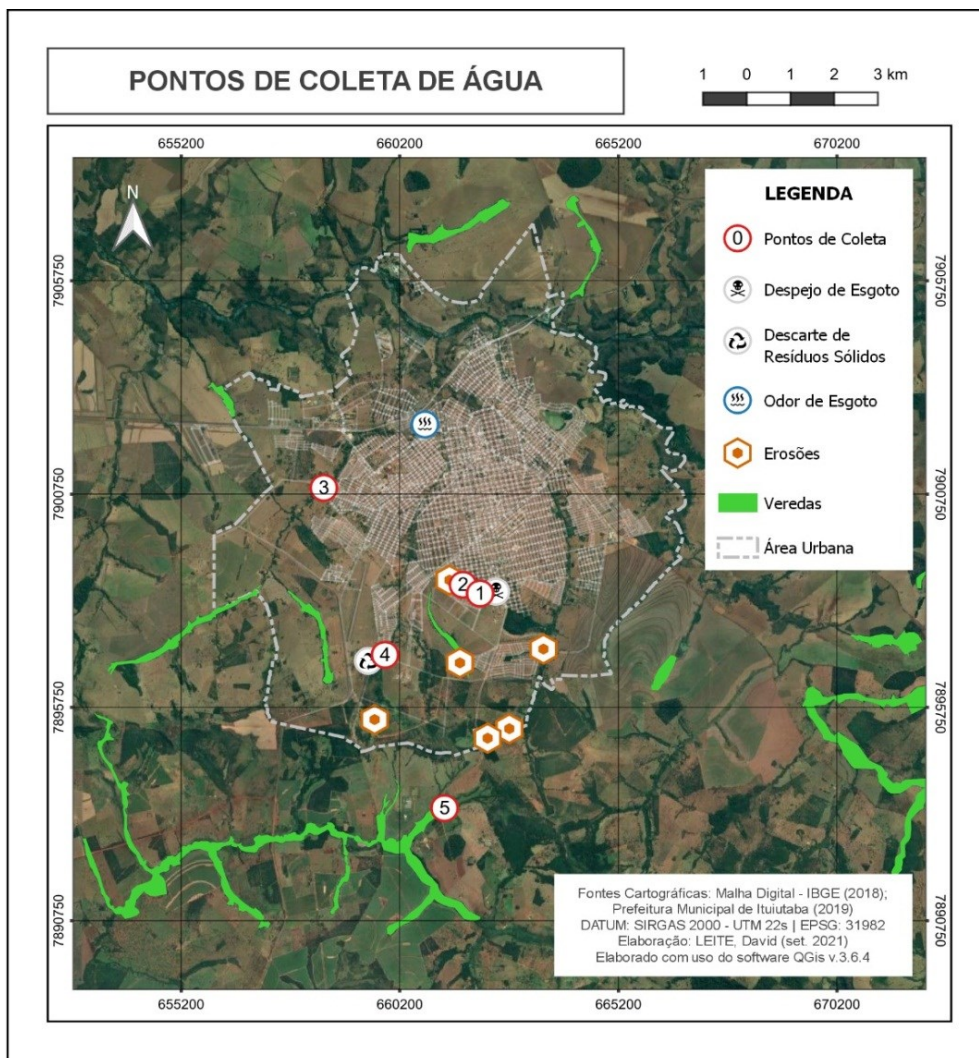 PONTOS DE COLETA DE ÁGUA
1 0 1 2 3 km
655200 660200 665200 670200
N
LEGENDA
0 Pontos de Coleta
Despejo de Esgoto
Descarte de
Resíduos Sólidos
Odor de Esgoto
Erosões
Veredas
Área Urbana
7905750 7905750
7900750 7900750
3
2
1
4
7895750 7895750
5
7890750 7890750
Fontes Cartográficas: Malha Digital - IBGE (2018);
Prefeitura Municipal de Ituiutaba (2019)
DATUM: SIRGAS 2000 - UTM 22s | EPSG: 31982
Elaboração: LEITE, David (set. 2021)
Elaborado com uso do software QGis v.3.6.4
655200 660200 665200 670200